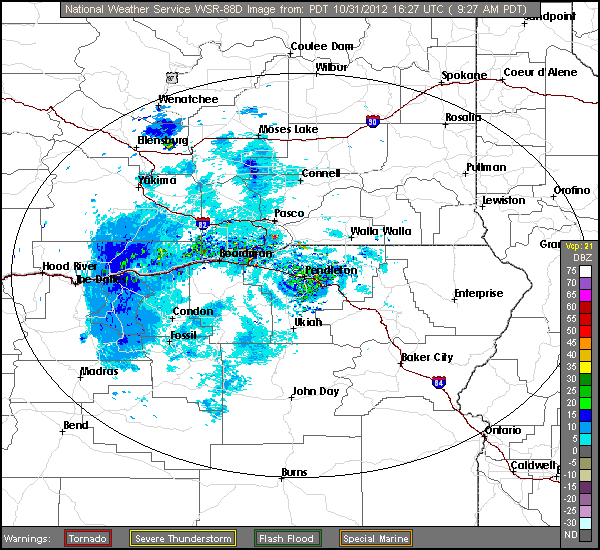 National Weather Service WSR-88D Image from: PDT 10/31/2012 16:27 UTC ( 9:27 AM PDT)
Sandpoint
Coulee Dam
Wilbur
Spokane
Coeur d Alene
97
Wenatchee
Moses Lake
90
Rosalia
Ellensburg
Pullman
Yakima
Connell
Orofino
Lewiston
Pasco
82
Walla Walla
Gran
Vcp: 21
DBZ
Boardman
Hood River
Pendleton
The Dall
Enterprise
Condon
Ukiah
Fossil
Baker City
Madras
84
John Day
Bend
Ontario
Caldwell
Burns
75
70
65
60
55
50
45
40
35
30
25
20
15
10
5
0
-5
-10
-15
-20
-25
-30
ND
Warnings:
Tornado
Severe Thunderstorm
Flash Flood
Special Marine